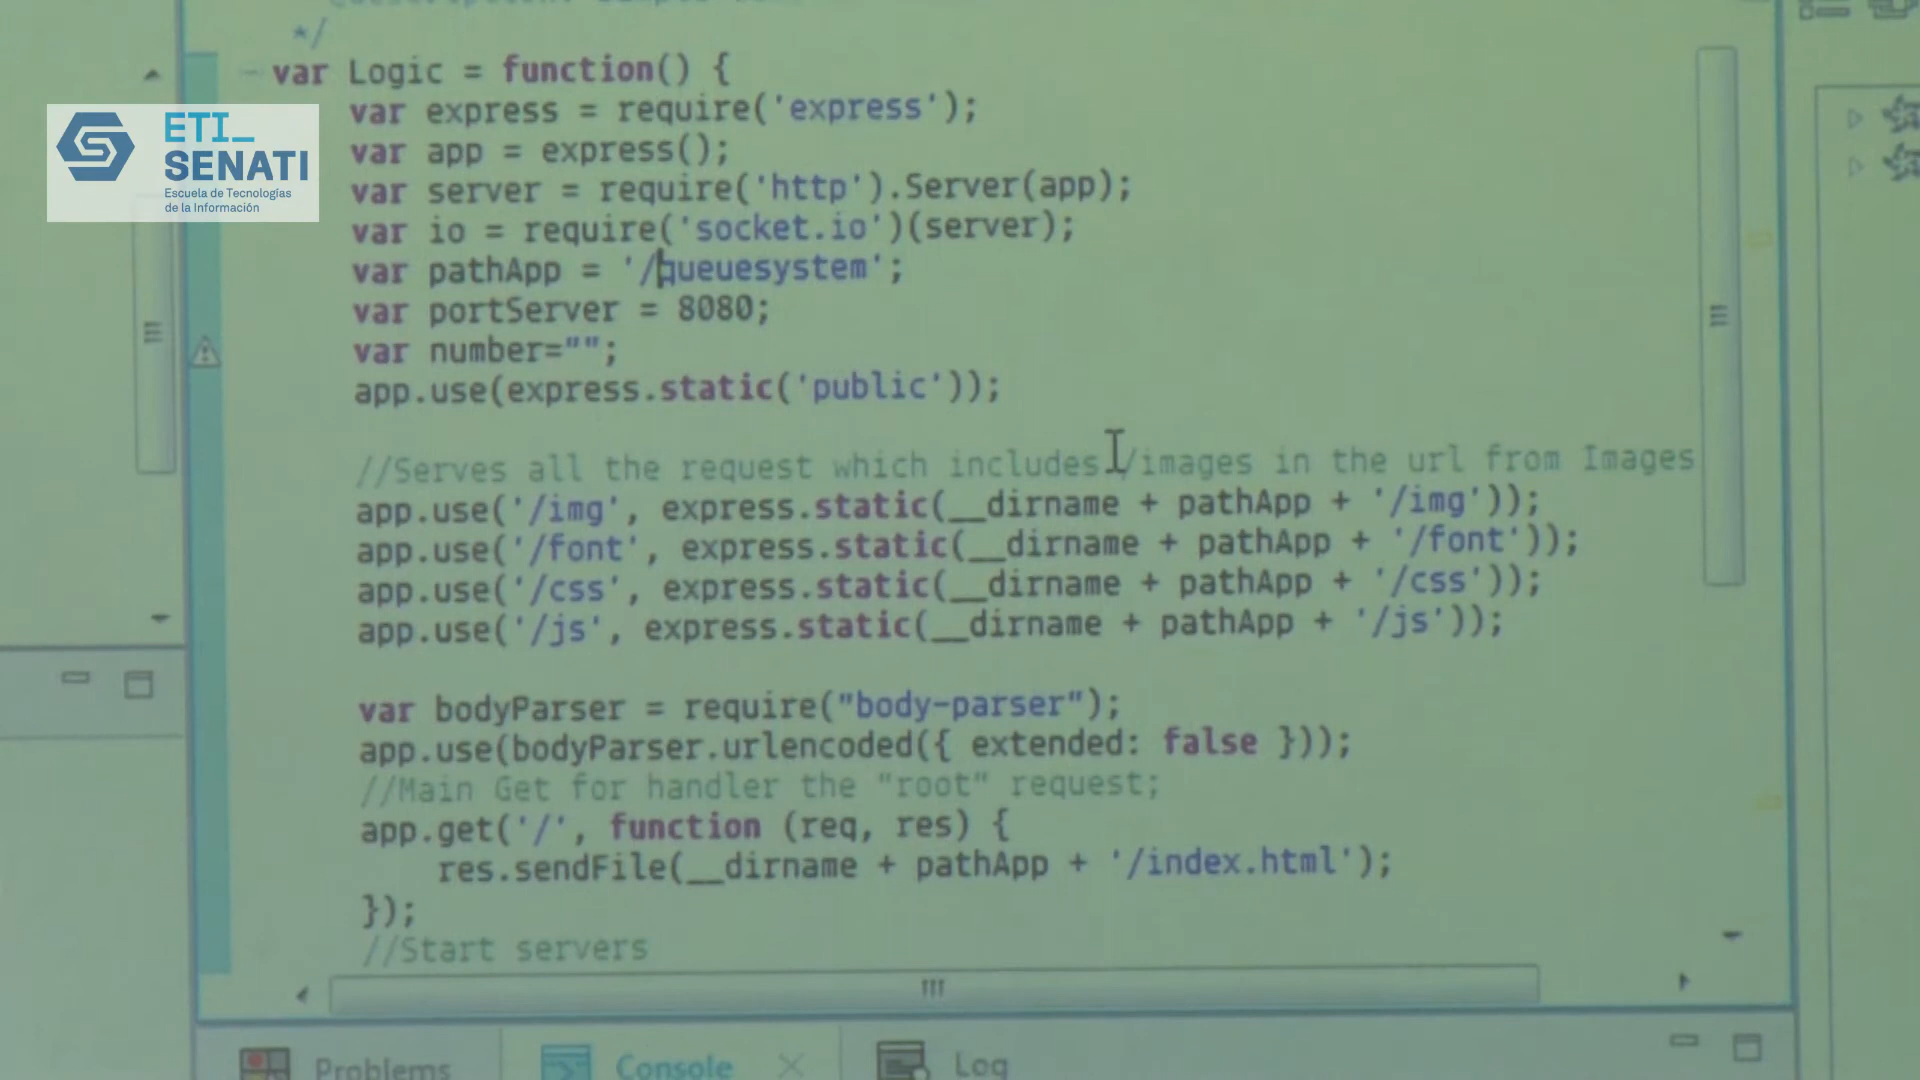 */
var Logic = function() {
var express = require('express');
var app = express();
var server = require('http').Server(app);
var io = require('socket.io')(server);
var pathApp = '/queuesystem';
var portServer = 8080;
var number="";
app.use(express.static('public'));
//Serves all the request which includes /images in the url from Images
app.use('/img', express.static(__dirname + pathApp + '/img'));
app.use('/font', express.static(__dirname + pathApp + '/font'));
app.use('/css', express.static(__dirname + pathApp + '/css'));
app.use('/js', express.static(__dirname + pathApp + '/js'));
var bodyParser = require("body-parser");
app.use(bodyParser.urlencoded({ extended: false }));
//Main Get for handler the "root" request;
app.get('/', function (req, res) {
res.sendFile(__dirname + pathApp + '/index.html');
});
//Start servers
Problems
Console
Log
ETI_
SENATI
Escuela de Tecnologías
de la Información